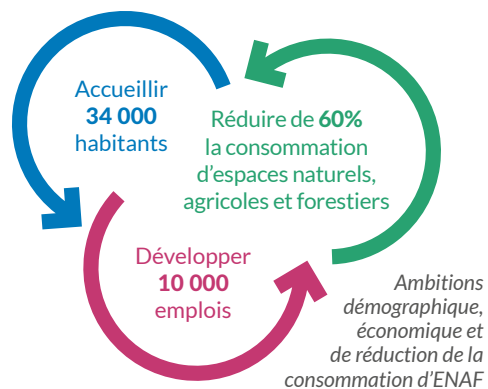 Accueillir
34 000
habitants
Réduire de 60%
la consommation
d'espaces naturels,
agricoles et forestiers
Développer
10 000
emplois
Ambitions
démographique,
économique et
de réduction de la
consommation d'ENAF